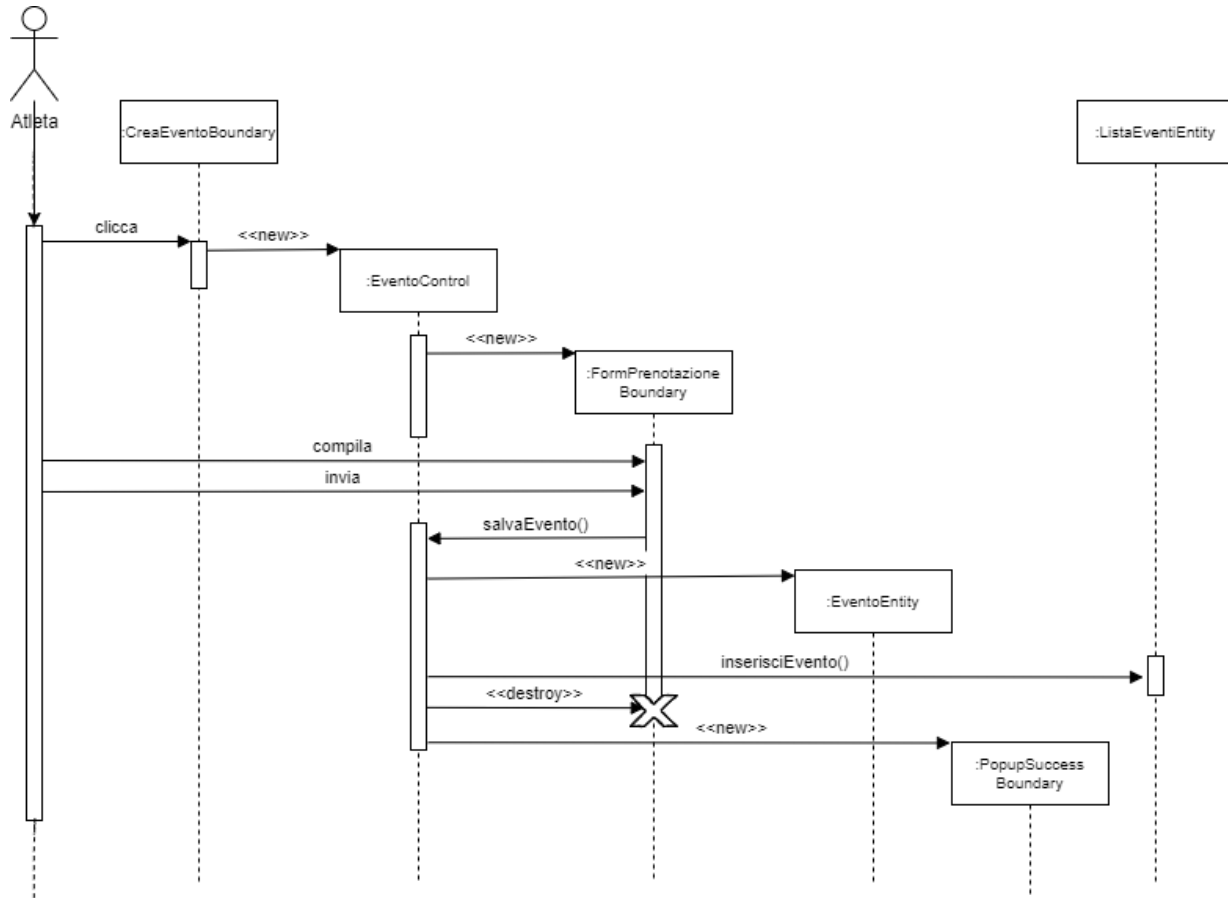 Atleta
:CreaEventoBoundary
:ListaEventiEntity
clicca
<<new>>
:EventoControl
<<new>>
:FormPrenotazione
Boundary
compila
invia
salvaEvento()
<<new>>
:EventoEntity
inserisciEvento()
<<destroy>>
<<new>>
:PopupSuccess
Boundary